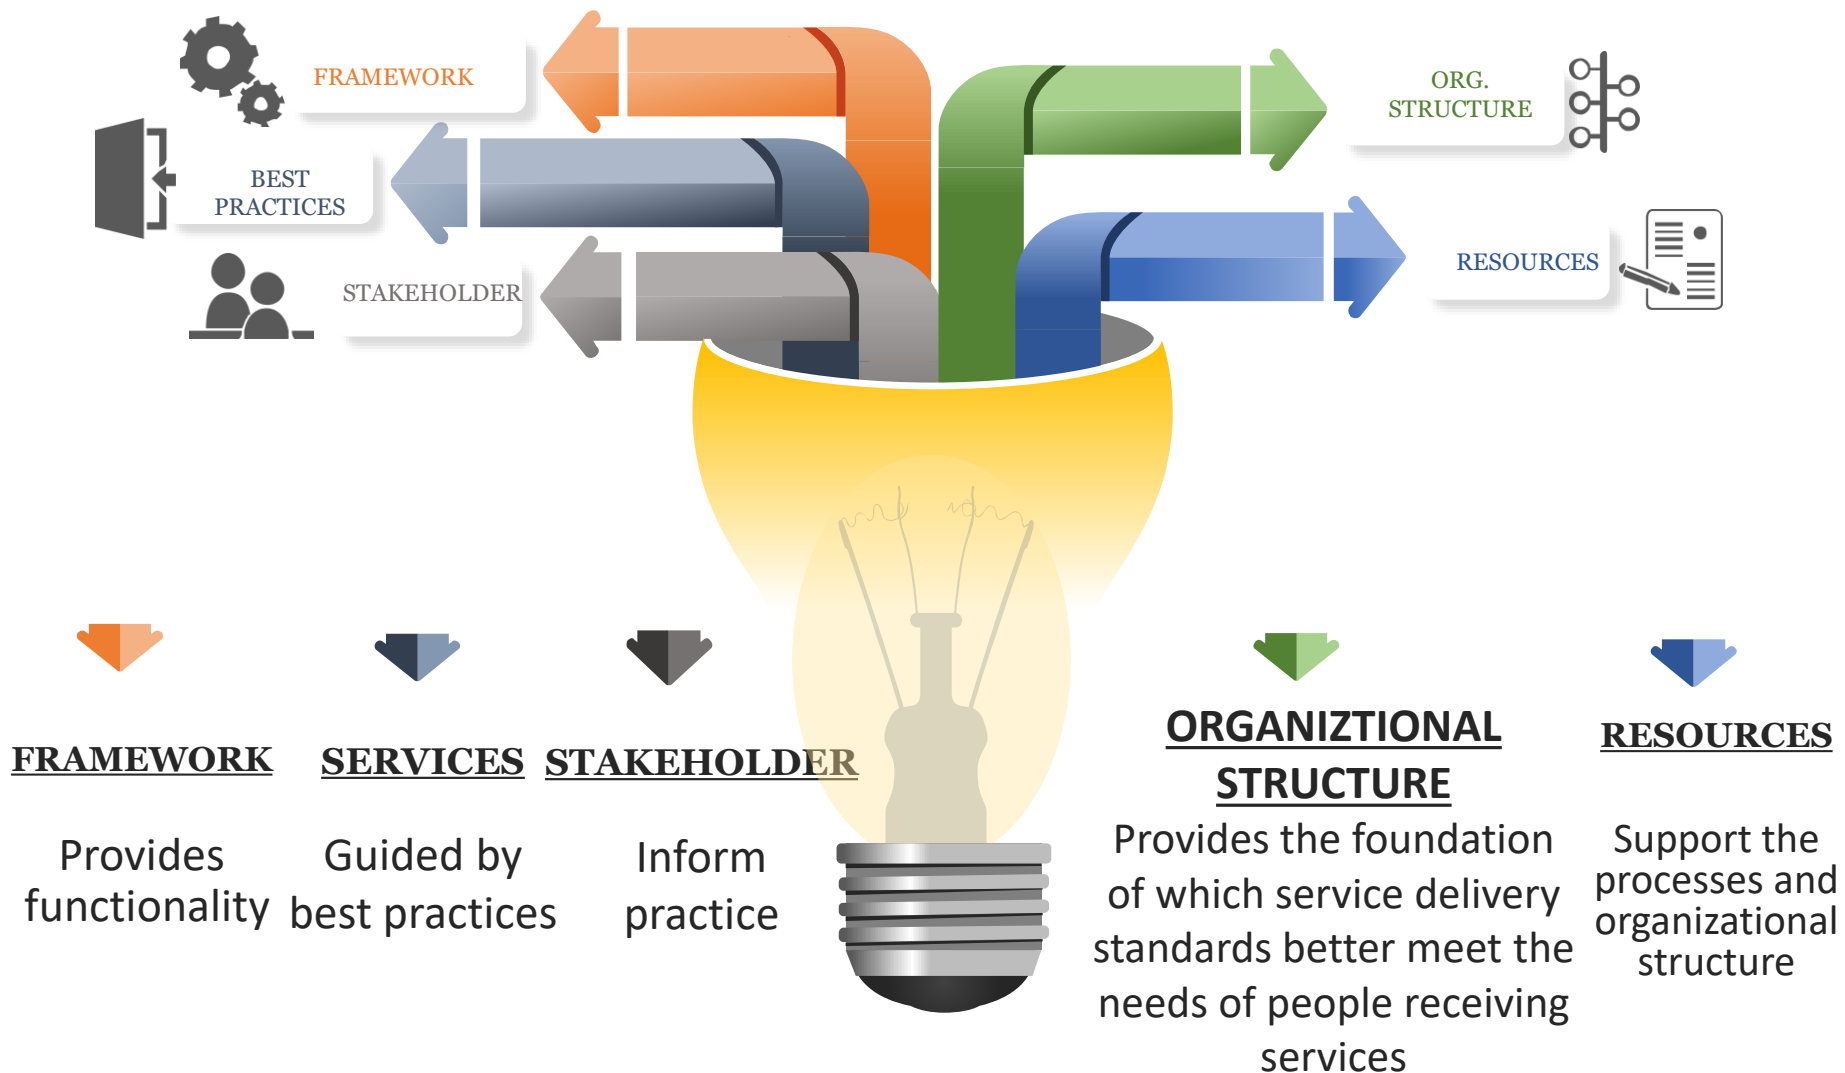 FRAMEWORK
BEST
PRACTICES
STAKEHOLDER
ORG.
STRUCTURE
RESOURCES
FRAMEWORK
Provides
functionality
SERVICES
Guided by
best practices
STAKEHOLDER
Inform
practice
ORGANIZTIONAL
STRUCTURE
Provides the foundation
of which service delivery
standards better meet the
needs of people receiving
services
RESOURCES
Support the
processes and
organizational
structure